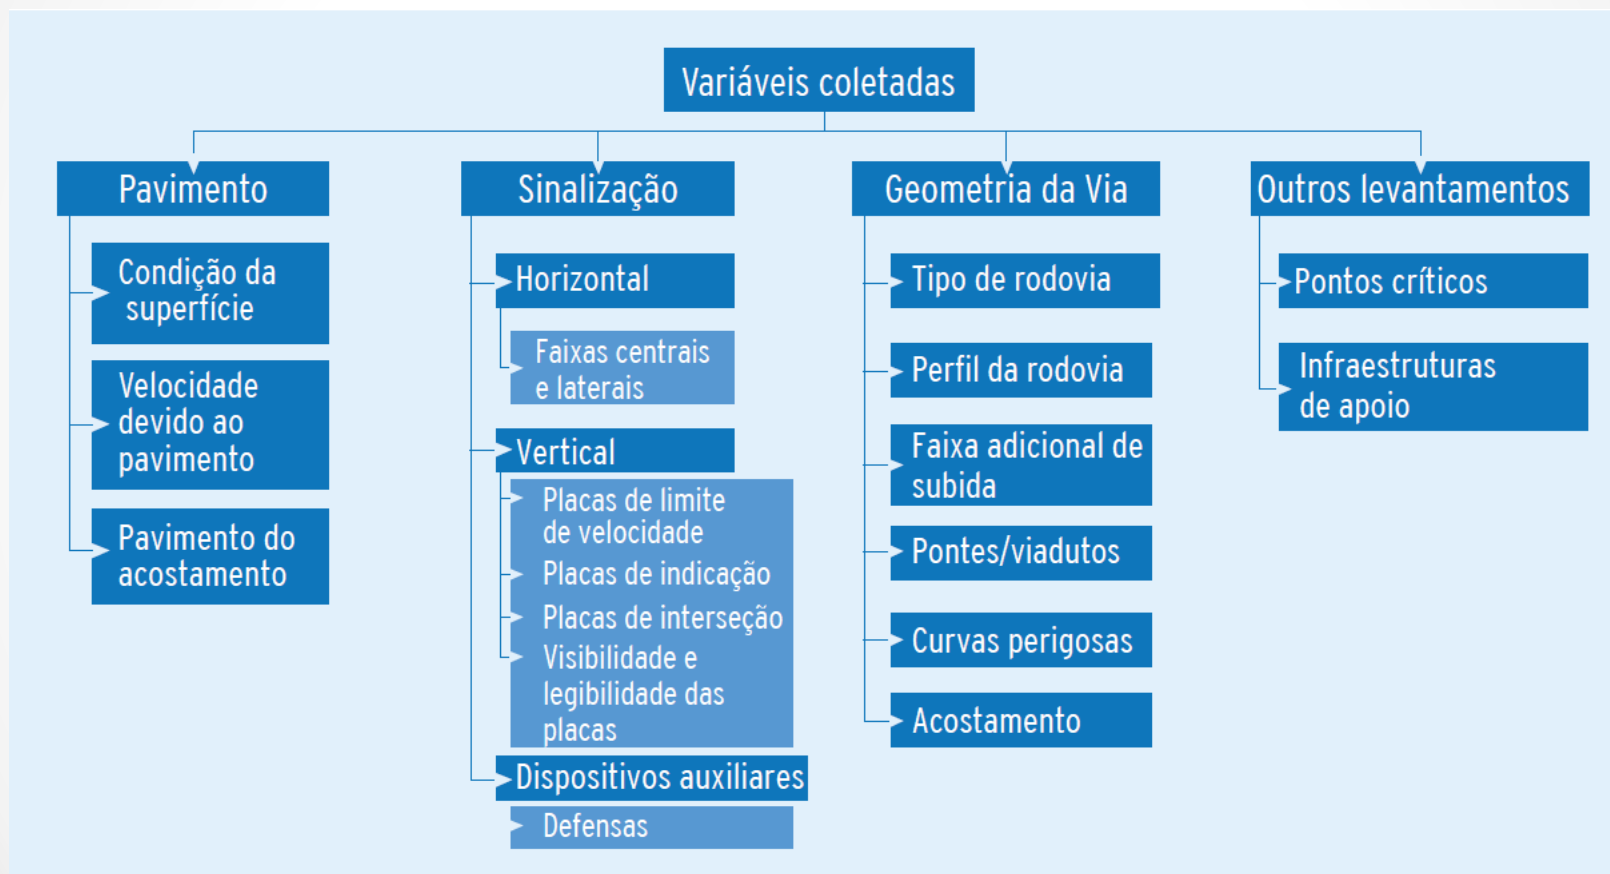 Variáveis coletadas
Pavimento
Condição da
superfície
Velocidade
devido ao
pavimento
Pavimento do
acostamento
Sinalização
Horizontal
Faixas centrais
e laterais
Vertical
Placas de limite
de velocidade
Placas de indicação
Placas de interseção
Visibilidade e
legibilidade das
placas
Dispositivos auxiliares
Defensas
Geometria da Via
Tipo de rodovia
Perfil da rodovia
Faixa adicional de
subida
Pontes/viadutos
Curvas perigosas
Acostamento
Outros levantamentos
Pontos críticos
Infraestruturas
de apoio